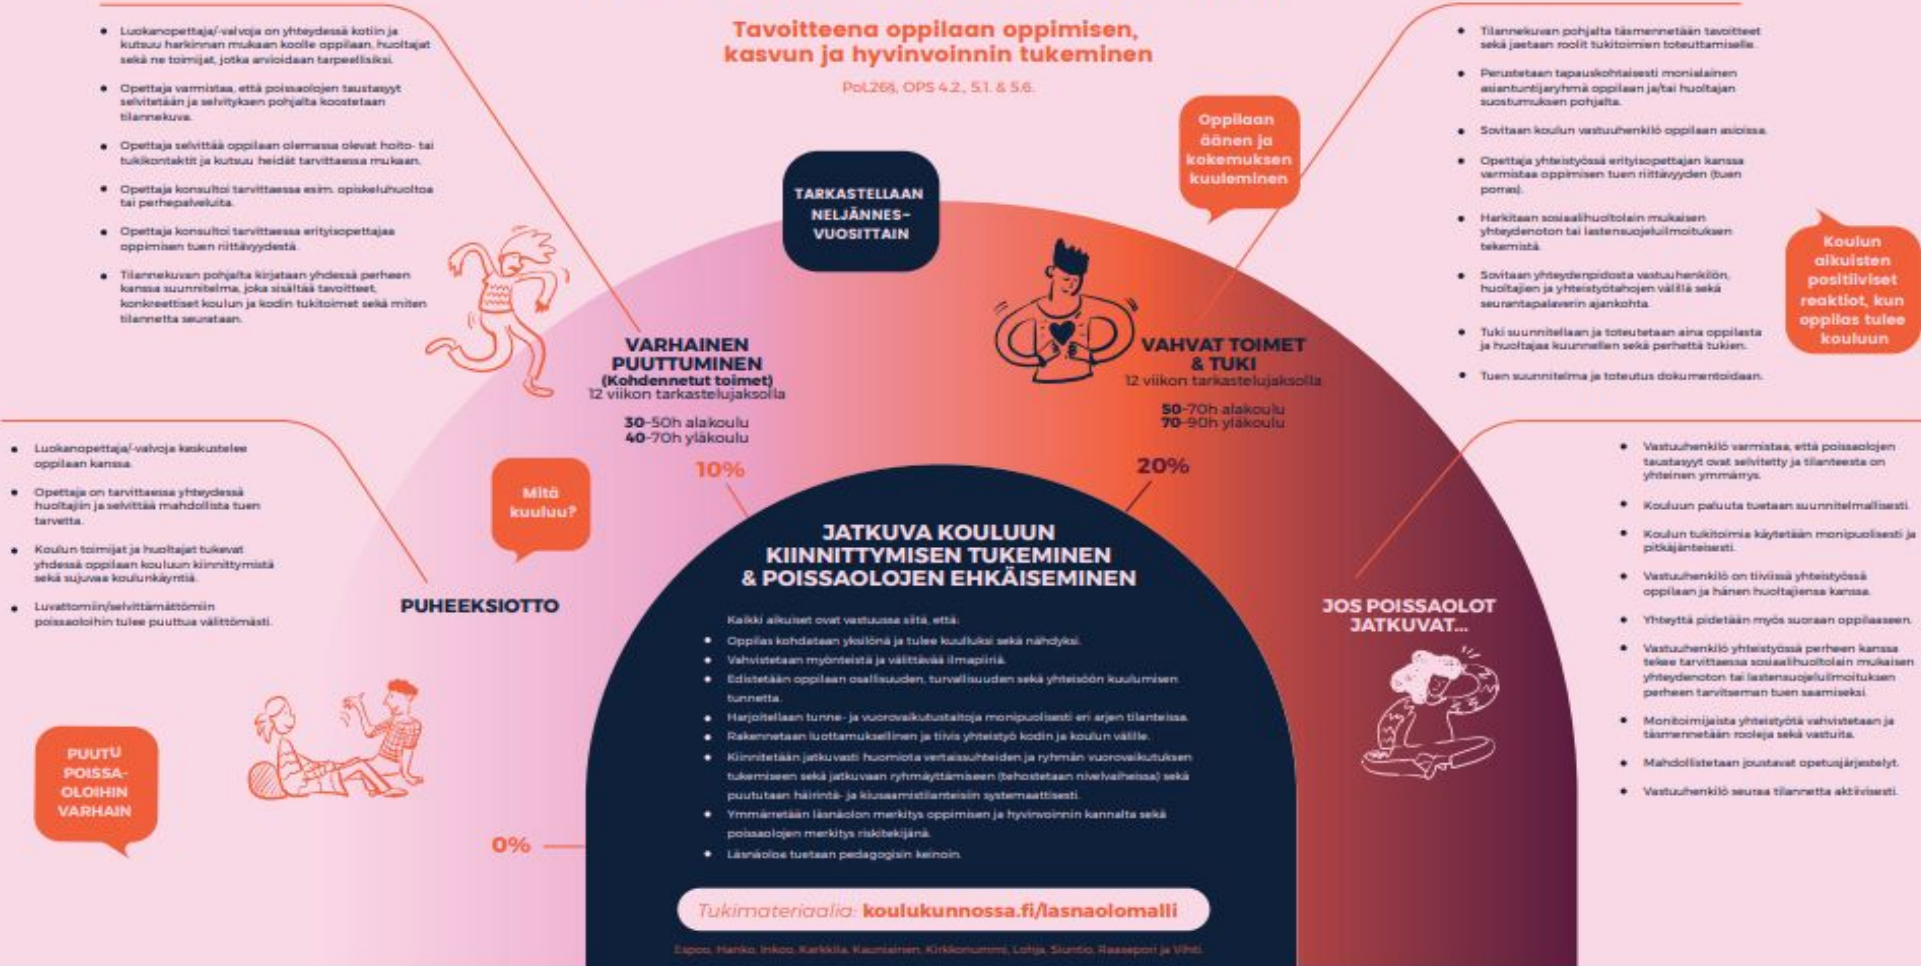 Tavoitteena oppilaan oppimisen,
kasvun ja hyvinvoinnin tukeminen
PoL26§, OPS 4.2., 5.1. & 5.6.
Luokanopettaja/-valvoja on yhteydessä kotiin ja
kutsuu harkinnan mukaan koolle oppilaan, huoltajat
sekä ne toimijat, jotka arvioidaan tarpeellisiksi.
Opettaja varmistaa, että poissaolojen taustasyyt
selvitetään ja selvityksen pohjalta koostetaan
tilannekuva.
Opettaja selvittää oppilaan olemassa olevat hoito- tai
tukikontaktit ja kutsuu heidät tarvittaessa mukaan.
Opettaja konsultoi tarvittaessa esim. opiskeluhuoltoa
tai perhepalveluita.
Opettaja konsultoi tarvittaessa erityisopettajaa
oppimisen tuen riittävyydestä.
Tilannekuvan pohjalta kirjataan yhdessä perheen
kanssa suunnitelma, joka sisältää tavoitteet,
konkreettiset koulun ja kodin tukitoimet sekä miten
tilannetta seurataan.
Luokanopettaja/-valvoja keskustelee
oppilaan kanssa.
Opettaja on tarvittaessa yhteydessä
huoltajiin ja selvittää mahdollista tuen
tarvetta.
Koulun toimijat ja huoltajat tukevat
yhdessä oppilaan kouluun kiinnittymistä
sekä sujuvaa koulunkäyntiä.
Luvattomiin/selvittämättömiin
poissaoloihin tulee puuttua välittömästi.
PUUTU
POISSA-
OLOIHIN
VARHAIN
PUHEEKSIOTTO
0%
Mitä
kuuluu?
VARHAINEN
PUUTTUMINEN
(Kohdennetut toimet)
12 viikon tarkastelujaksolla
30-50h alakoulu
40-70h yläkoulu
10%
TARKASTELLAAN
NELJÄNNES-
VUOSITTAIN
Oppilaan
äänen ja
kokemuksen
kuuleminen
VAHVAT TOIMET
& TUKI
12 viikon tarkastelujaksolla
50-70h alakoulu
70-90h yläkoulu
20%
JATKUVA KOULUUN
KIINNITTYMISEN TUKEMINEN
& POISSAOLOJEN EHKÄISEMINEN
Kaikki aikuiset ovat vastuussa siitä, että:
Oppilas kohdataan yksilönä ja tulee kuulluksi sekä nähdyksi.
Vahvistetaan myönteistä ja välittävää ilmapiiriä.
Edistetään oppilaan osallisuuden, turvallisuuden sekä yhteisöön kuulumisen
tunnetta.
Harjoitellaan tunne- ja vuorovaikutustaitoja monipuolisesti eri arjen tilanteissa.
Rakennetaan luottamuksellinen ja tiivis yhteistyö kodin ja koulun välille.
Kiinnitetään jatkuvasti huomiota vertaissuhteiden ja ryhmän vuorovaikutuksen
tukemiseen sekä jatkuvaan ryhmäyttämiseen (tehostetaan nivelvaiheissa) sekä
puututaan häirintä- ja kiusaamistilanteisiin systemaattisesti.
Ymmärretään läsnäolon merkitys oppimisen ja hyvinvoinnin kannalta sekä
poissaolojen merkitys riskitekijänä.
Läsnäoloa tuetaan pedagogisin keinoin.
Tukimateriaalia: koulukunnossa.fi/lasnaolomalli
Espoo, Hanko, Inkoo, Karkkila, Kauniainen, Kirkkonummi, Lohja, Siuntio, Raasepori ja Vihti.
Tilannekuvan pohjalta täsmennetään tavoitteet
sekä jaetaan roolit tukitoimien toteuttamiselle.
Perustetaan tapauskohtaisesti monialainen
asiantuntijaryhmä oppilaan ja/tai huoltajan
suostumuksen pohjalta.
Sovitaan koulun vastuuhenkilö oppilaan asioissa.
Opettaja yhteistyössä erityisopettajan kanssa
varmistaa oppimisen tuen riittävyyden (tuen
porras).
Harkitaan sosiaalihuoltolain mukaisen
yhteydenoton tai lastensuojeluilmoituksen
tekemistä.
Sovitaan yhteydenpidosta vastuuhenkilön,
huoltajien ja yhteistyötahojen välillä sekä
seurantapalaverin ajankohta.
Tuki suunnitellaan ja toteutetaan aina oppilasta
ja huoltajaa kuunnellen sekä perhettä tukien.
Tuen suunnitelma ja toteutus dokumentoidaan.
Koulun
aikuisten
positiiviset
reaktiot, kun
oppilas tulee
kouluun
JOS POISSAOLOT
JATKUVAT...
Vastuuhenkilö varmistaa, että poissaolojen
taustasyyt ovat selvitetty ja tilanteesta on
yhteinen ymmärrys.
Kouluun paluuta tuetaan suunnitelmallisesti.
Koulun tukitoimia käytetään monipuolisesti ja
pitkäjänteisesti.
Vastuuhenkilö on tiiviissä yhteistyössä
oppilaan ja hänen huoltajiensa kanssa.
Yhteyttä pidetään myös suoraan oppilaaseen.
Vastuuhenkilö yhteistyössä perheen kanssa
tekee tarvittaessa sosiaalihuoltolain mukaisen
yhteydenoton tai lastensuojeluilmoituksen
perheen tarvitseman tuen saamiseksi.
Monitoimijaista yhteistyötä vahvistetaan ja
täsmennetään rooleja sekä vastuita.
Mahdollistetaan joustavat opetusjärjestelyt.
Vastuuhenkilö seuraa tilannetta aktiivisesti.